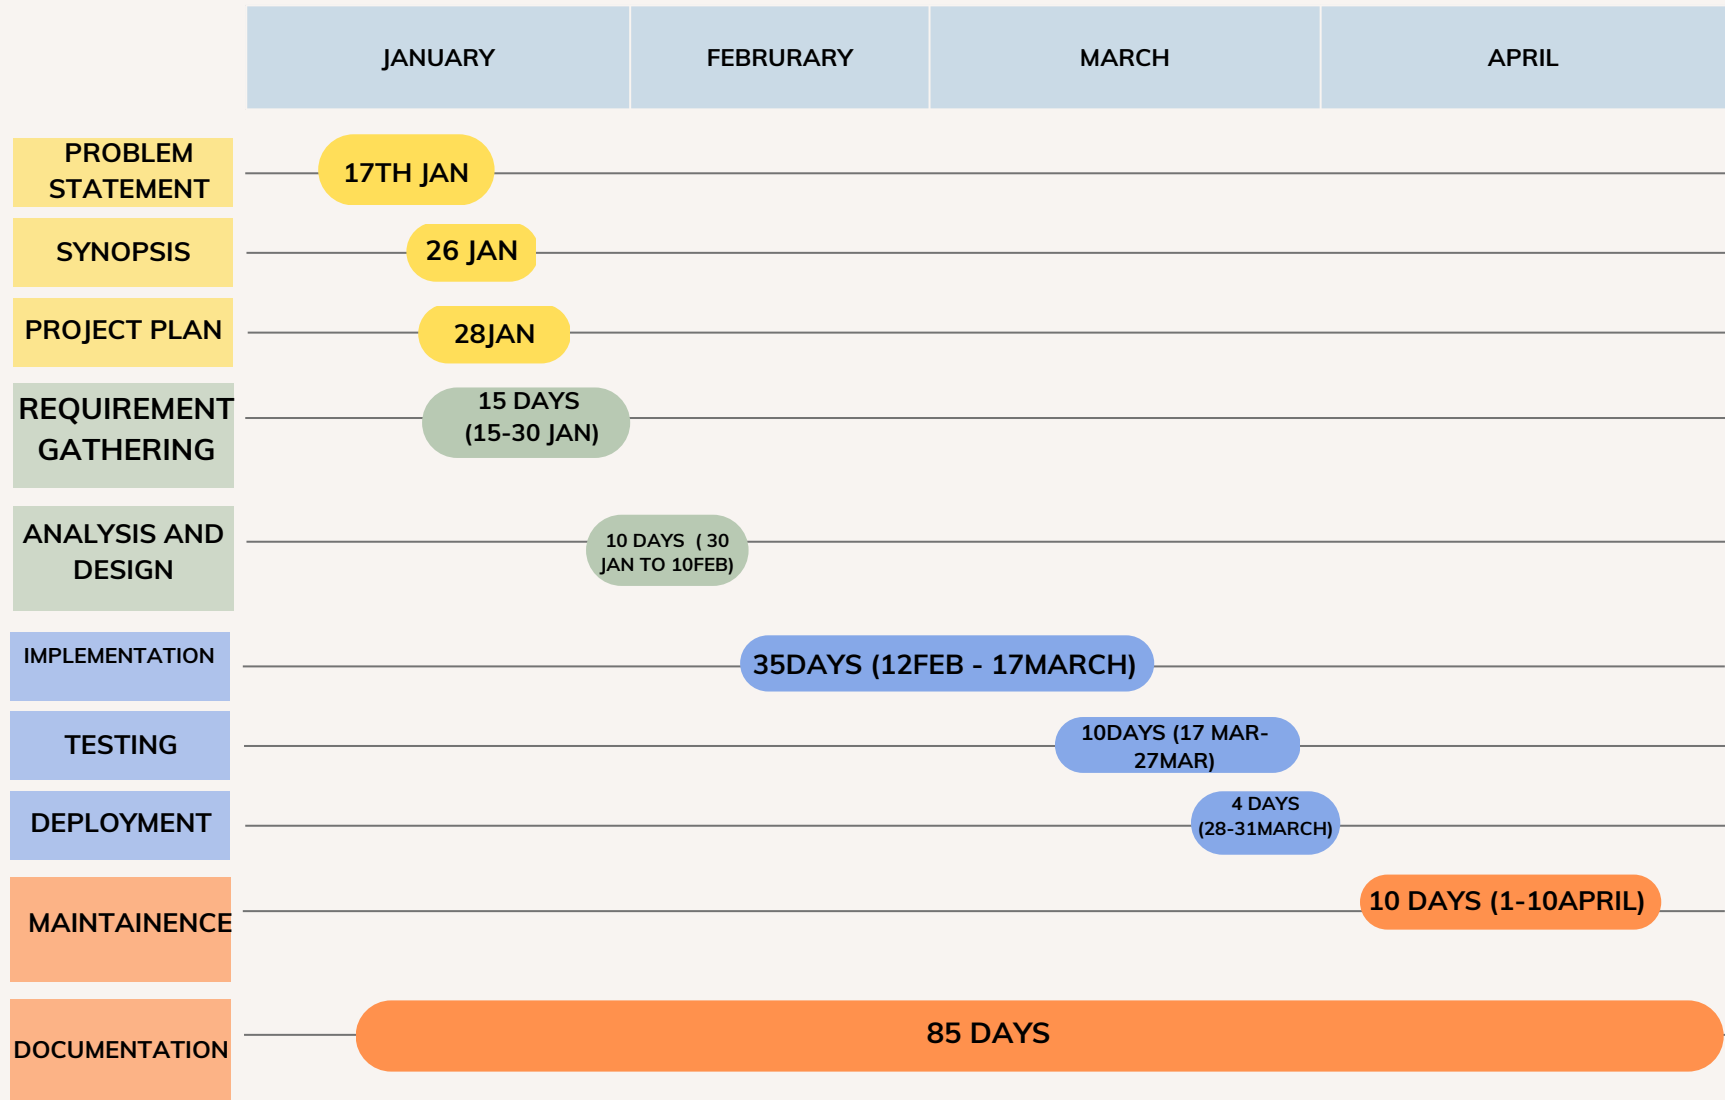 JANUARY
FEBRURARY
MARCH
APRIL
PROBLEM
STATEMENT
17TH JAN
SYNOPSIS
26 JAN
PROJECT PLAN
28JAN
REQUIREMENT
GATHERING
15 DAYS
(15-30 JAN)
ANALYSIS AND
DESIGN
10 DAYS ( 30
JAN TO 10FEB)
IMPLEMENTATION
35DAYS (12FEB - 17MARCH)
TESTING
10DAYS (17 MAR-
27MAR)
DEPLOYMENT
4 DAYS
(28-31MARCH)
MAINTAINENCE
10 DAYS (1-10APRIL)
DOCUMENTATION
85 DAYS